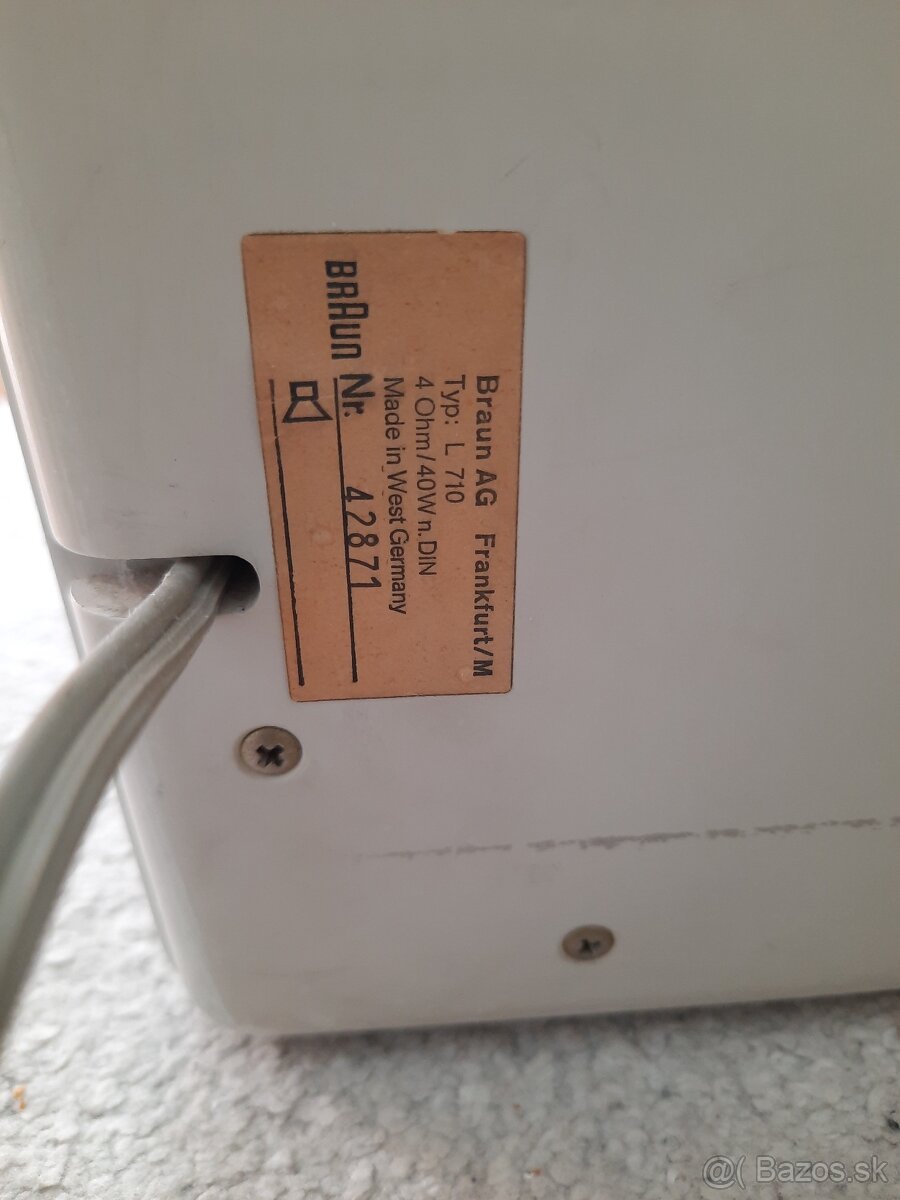 Braun AG Frankfurt/M
Typ: L 710
4 Ohm/40W n. DIN
Made in West Germany
BRAUN Nr. 42871
@( Bazos.sk